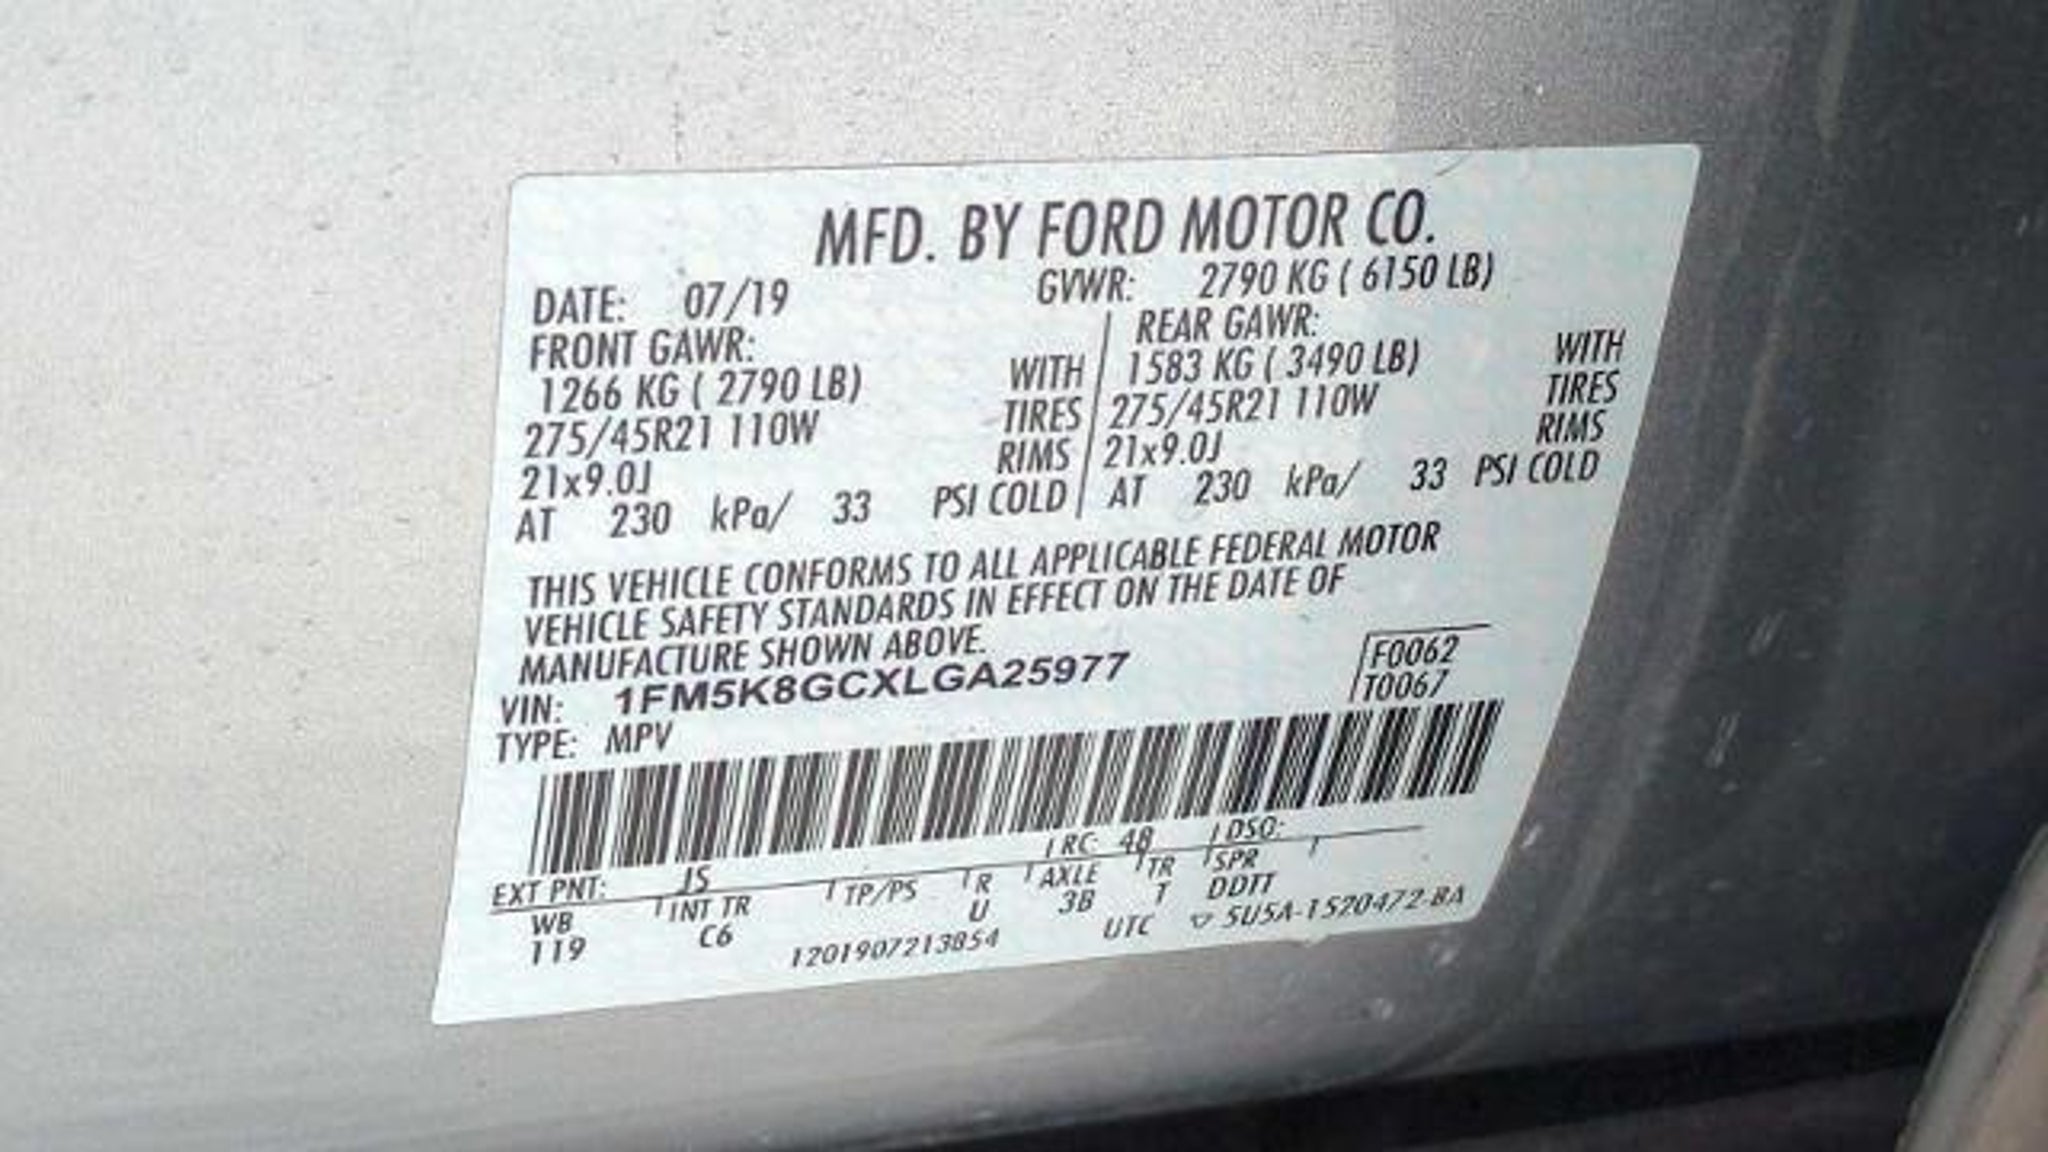 MFD. BY FORD MOTOR CO.
DATE: 07/19 GVWR: 2790 KG ( 6150 LB)
FRONT GAWR: REAR GAWR:
1266 KG ( 2790 LB) WITH 1583 KG ( 3490 LB) WITH
275/45R21 110W TIRES 275/45R21 110W TIRES
21x9.0J RIMS 21x9.0J RIMS
AT 230 kPa/ 33 PSI COLD AT 230 kPa/ 33 PSI COLD
THIS VEHICLE CONFORMS TO ALL APPLICABLE FEDERAL MOTOR
VEHICLE SAFETY STANDARDS IN EFFECT ON THE DATE OF
MANUFACTURE SHOWN ABOVE.
VIN: 1FM5K8GCXLGA25977 F0062
TYPE: MPV T0067
EXT PNT: JS RC: 48 DSO:
WB INT TR TP/PS R AXLE TR SPR
119 C6 U 3B T DDTT
1201907213854 UTC ▽ 5U5A-1520472-BA